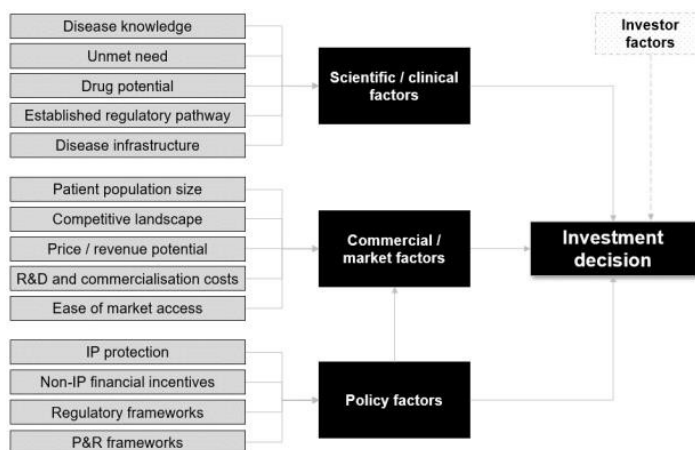 Disease knowledge
Unmet need
Drug potential
Established regulatory pathway
Disease infrastructure
Scientific / clinical
factors
Investor
factors
Patient population size
Competitive landscape
Price / revenue potential
R&D and commercialisation costs
Ease of market access
Commercial /
market factors
Investment
decision
IP protection
Non-IP financial incentives
Regulatory frameworks
P&R frameworks
Policy factors